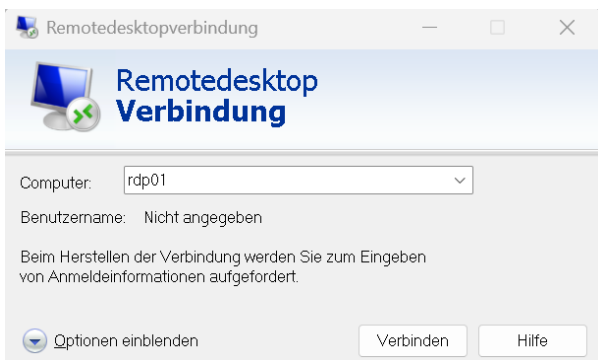 Remotedesktopverbindung
Remotedesktop
Verbindung
Computer: rdp01
Benutzername: Nicht angegeben
Beim Herstellen der Verbindung werden Sie zum Eingeben
von Anmeldeinformationen aufgefordert.
Optionen einblenden Verbinden Hilfe